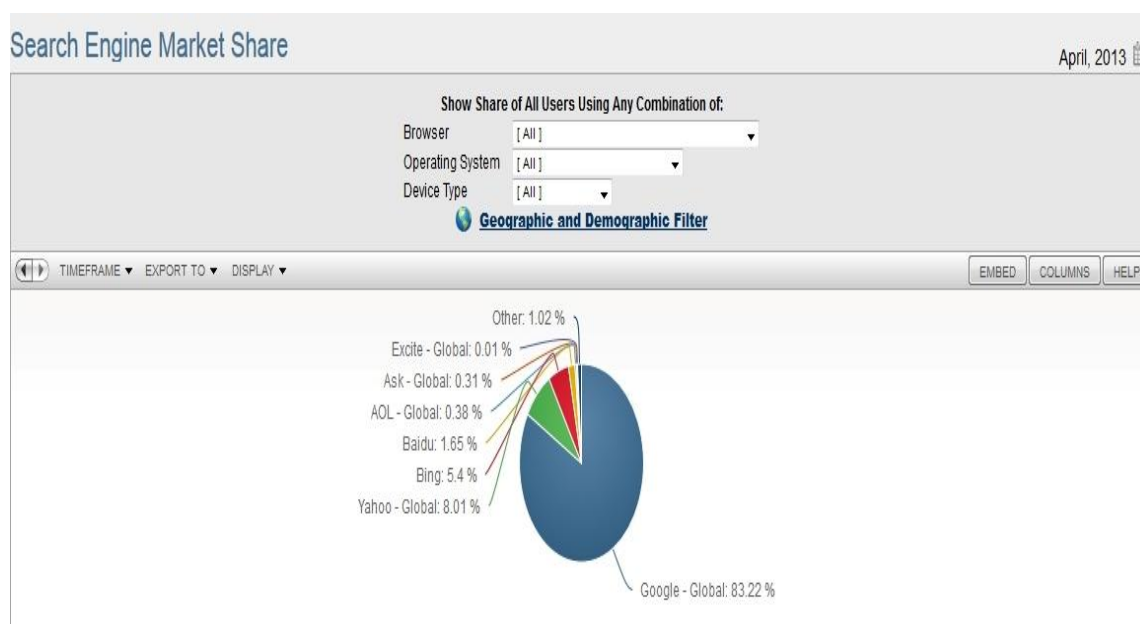 Search Engine Market Share
April, 2013
Show Share of All Users Using Any Combination of:
Browser [ All ]
Operating System [ All ]
Device Type [ All ]
Geographic and Demographic Filter
TIMEFRAME EXPORT TO DISPLAY EMBED COLUMNS HELP
Other: 1.02 %
Excite - Global: 0.01 %
Ask - Global: 0.31 %
AOL - Global: 0.38 %
Baidu: 1.65 %
Bing: 5.4 %
Yahoo - Global: 8.01 %
Google - Global: 83.22 %